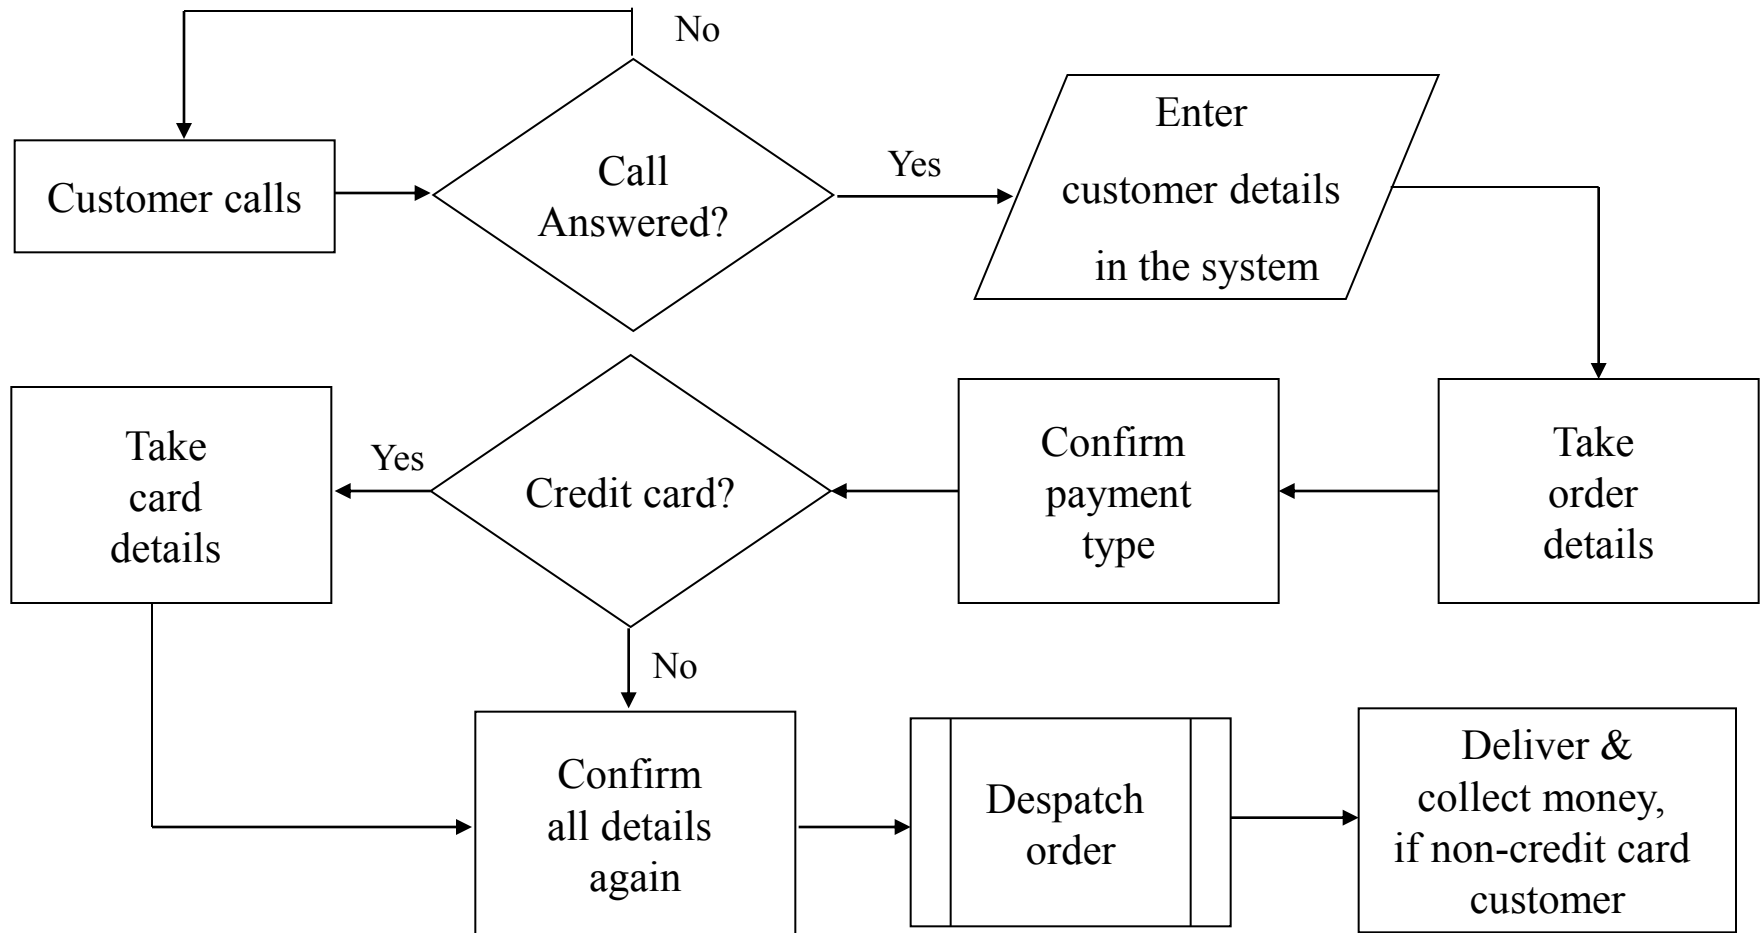 No
Customer calls
Call
Answered?
Yes
Enter
customer details
in the system
Take
card
details
Yes
Credit card?
Confirm
payment
type
Take
order
details
No
Confirm
all details
again
Despatch
order
Deliver &
collect money,
if non-credit card
customer